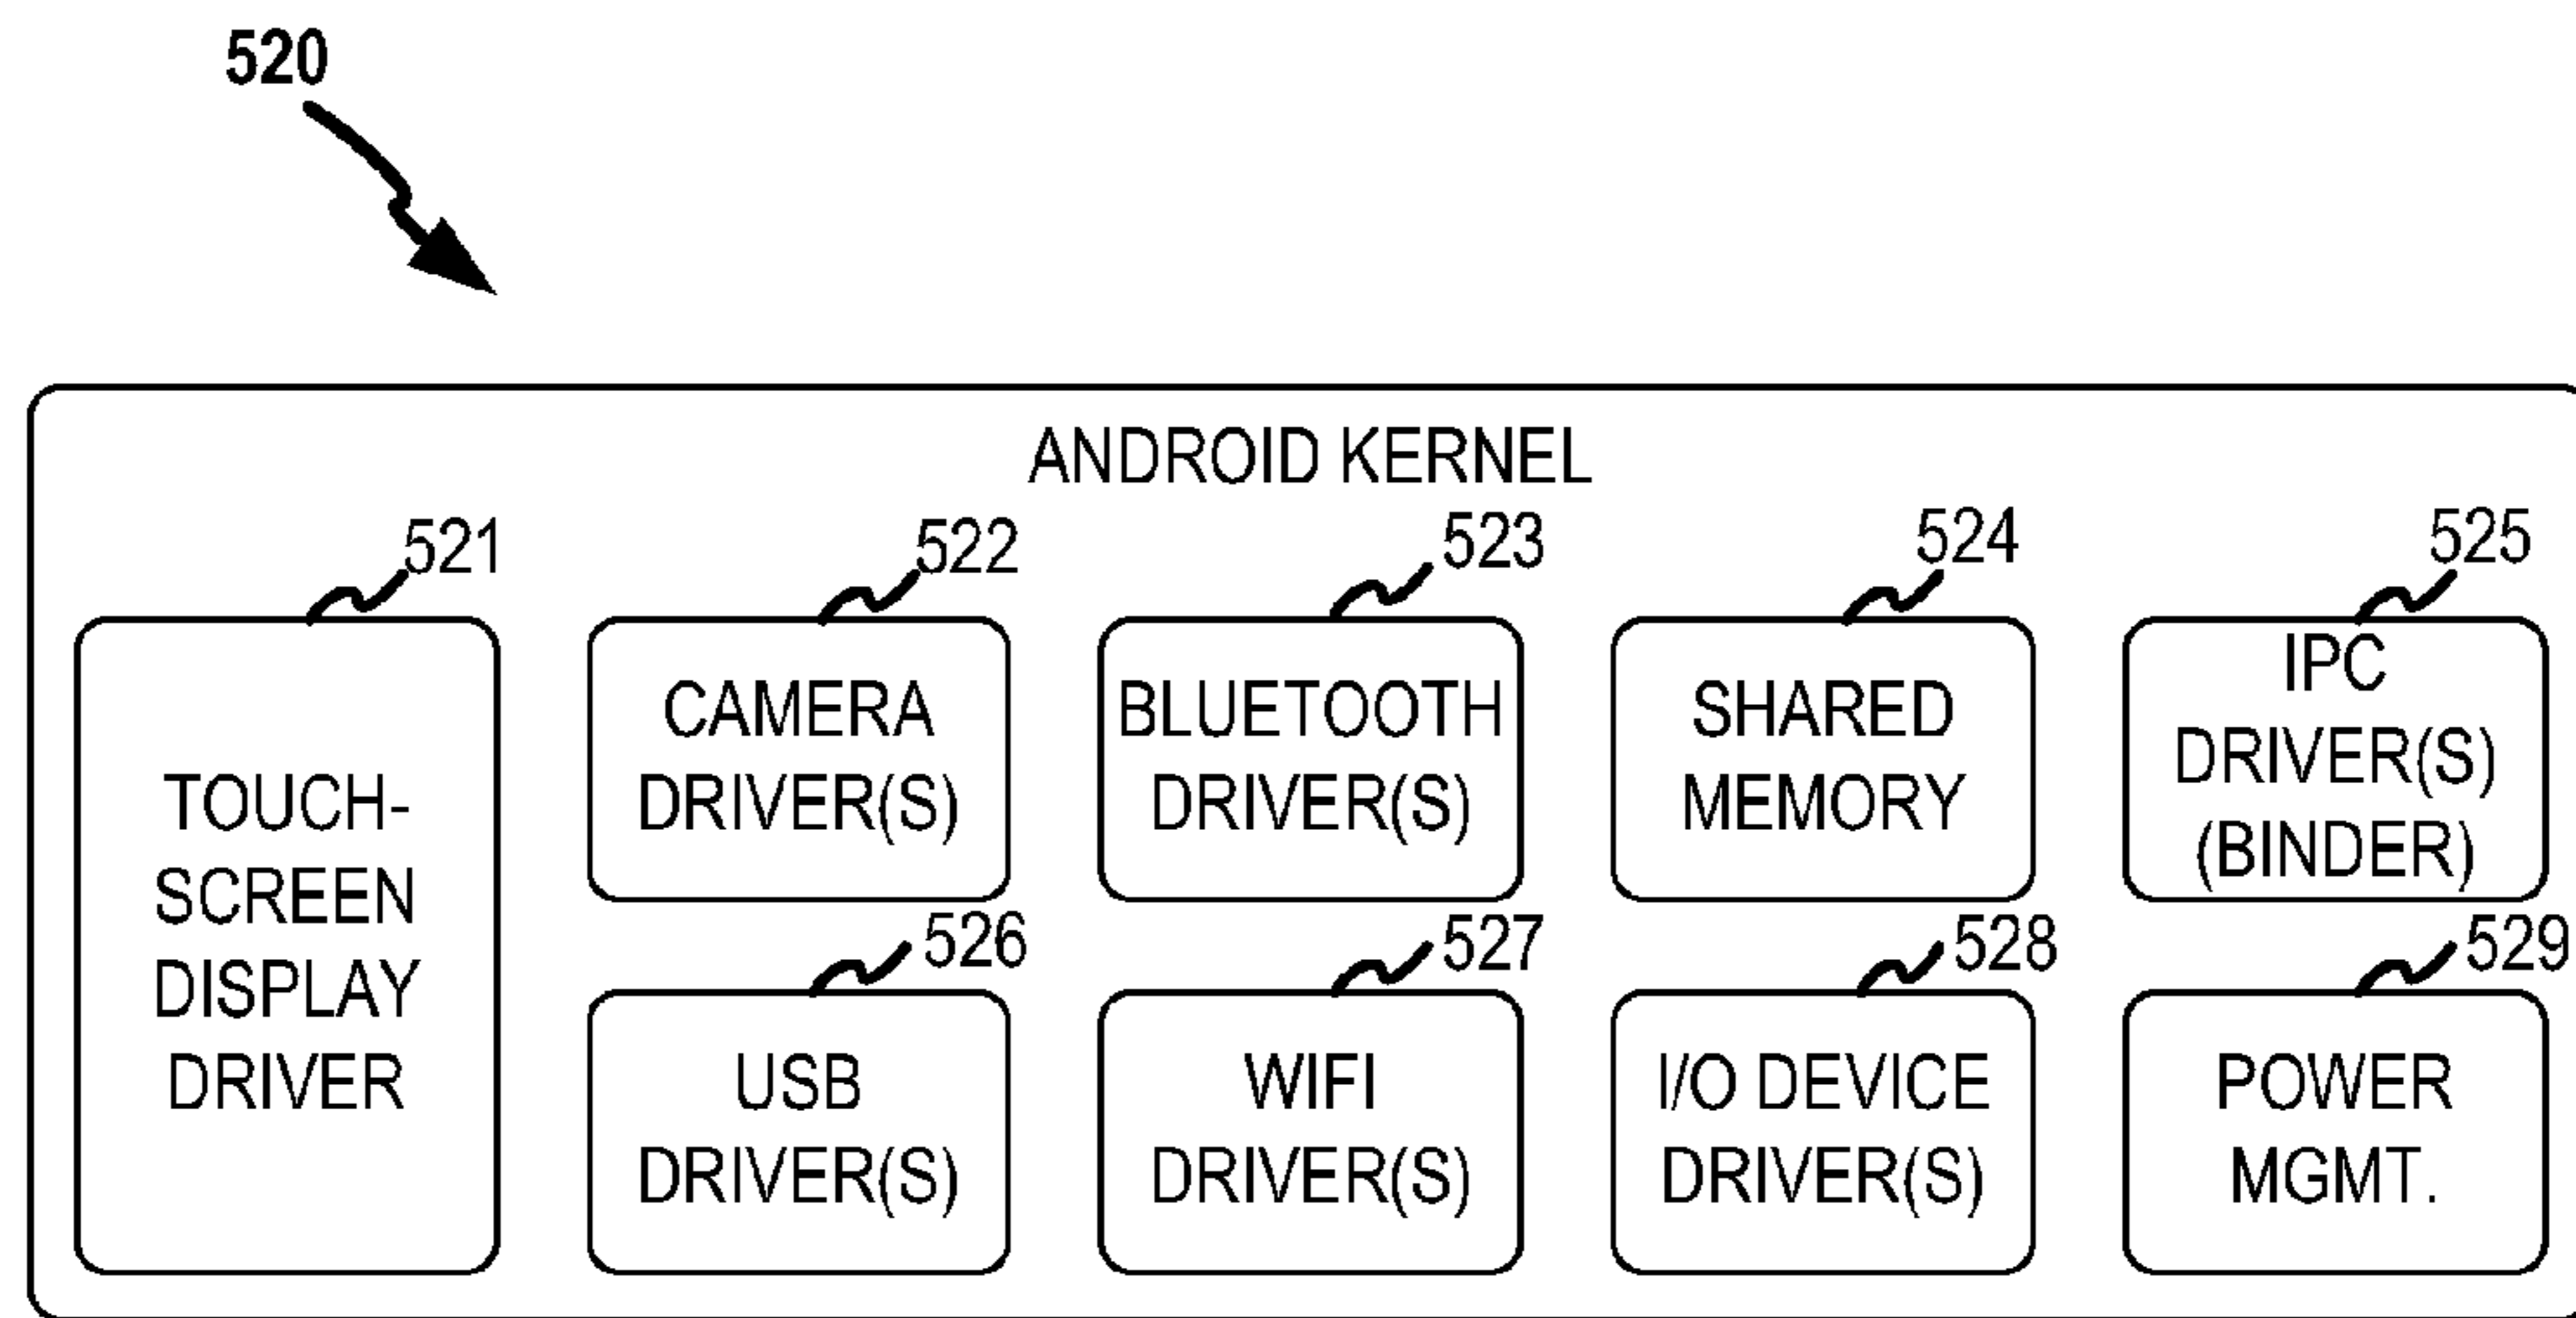 520
ANDROID KERNEL
521
522
523
524
525
TOUCH-
SCREEN
DISPLAY
DRIVER
CAMERA
DRIVER(S)
BLUETOOTH
DRIVER(S)
SHARED
MEMORY
IPC
DRIVER(S)
(BINDER)
526
527
528
529
USB
DRIVER(S)
WIFI
DRIVER(S)
I/O DEVICE
DRIVER(S)
POWER
MGMT.